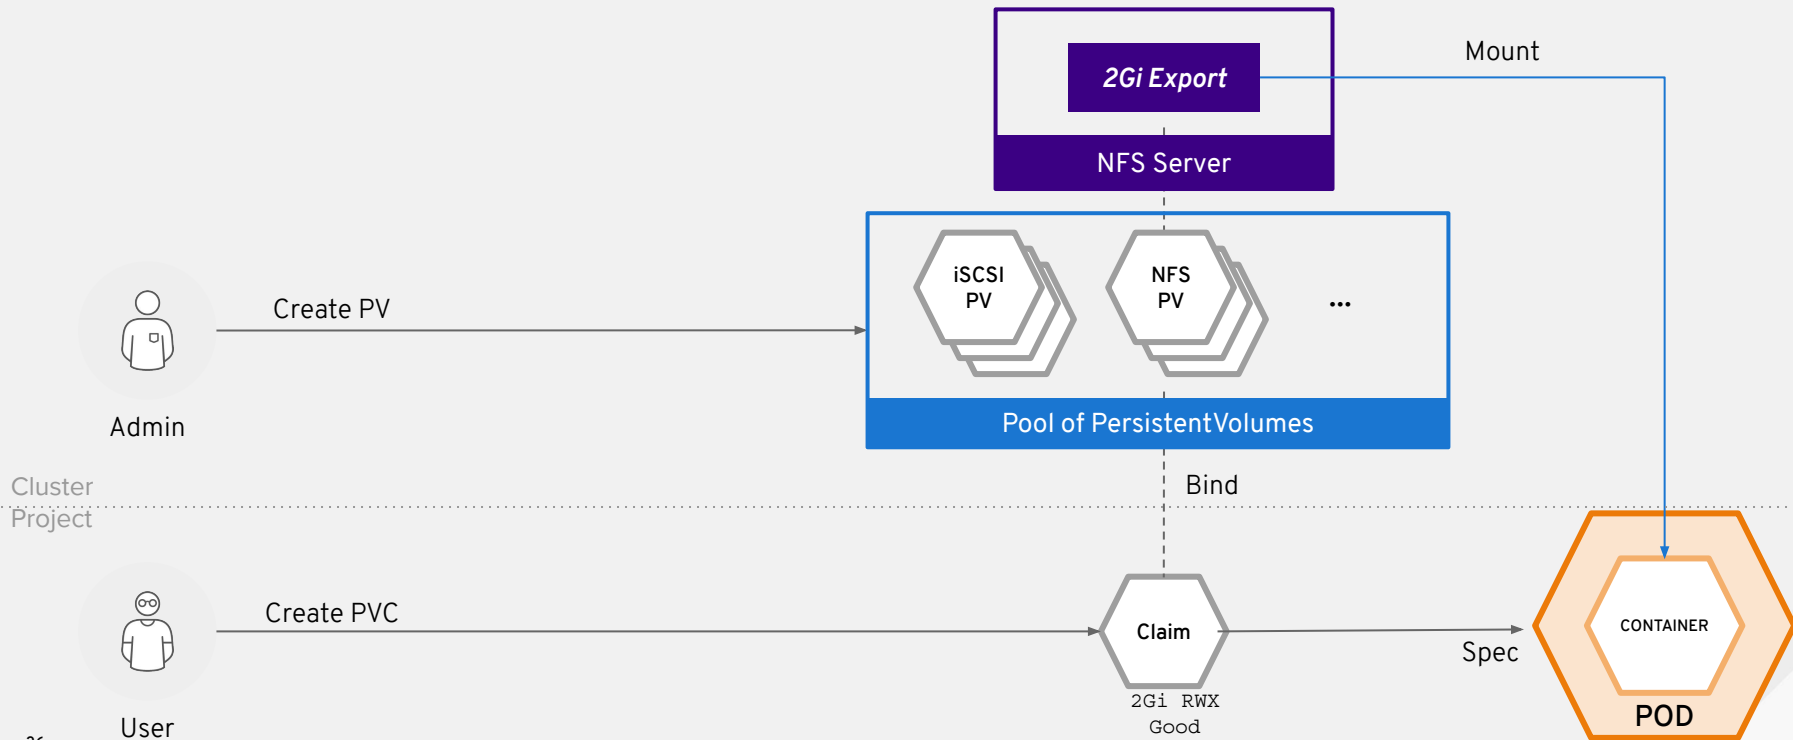 2Gi Export
NFS Server
Mount
iSCSI
PV
NFS
PV
...
Pool of PersistentVolumes
Create PV
Admin
Bind
Cluster
Project
Create PVC
User
Claim
2Gi RWX
Good
Spec
CONTAINER
POD